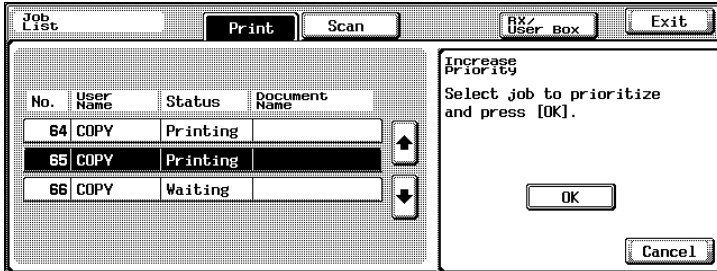 Job
List
Print
Scan
RX/
User Box
Exit
Increase
Priority
Select job to prioritize
and press [OK].
No. User Name Status Document Name
64 COPY Printing
65 COPY Printing
66 COPY Waiting
OK
Cancel